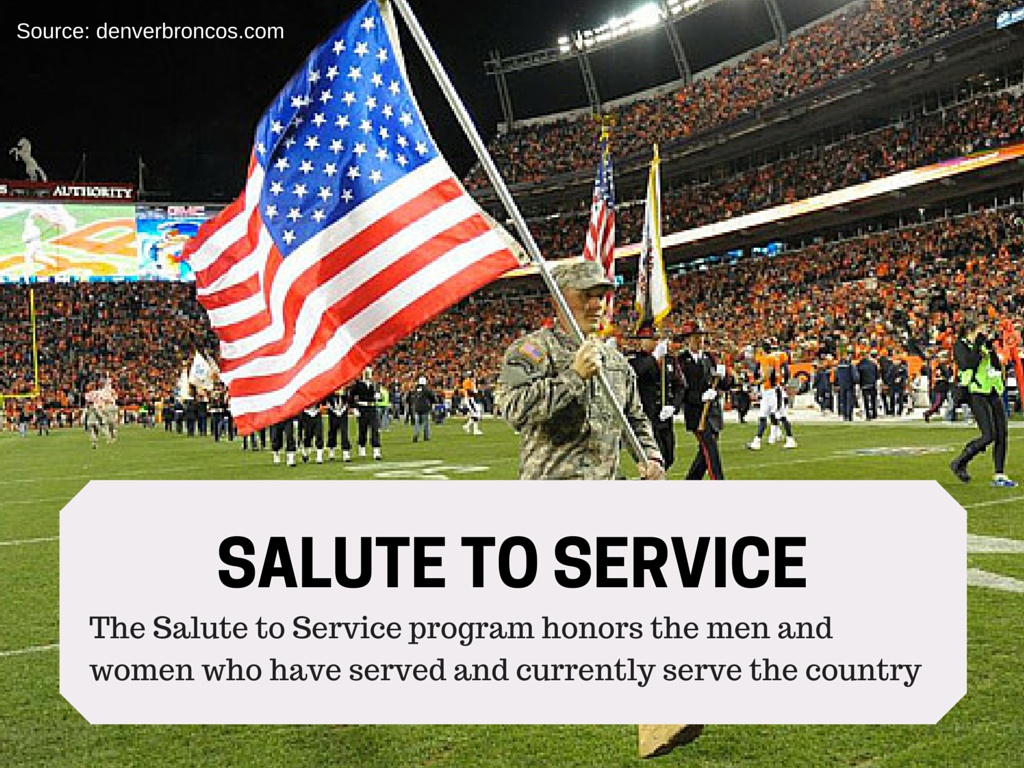 Source: denverbroncos.com
AUTHORITY
SALUTE TO SERVICE
The Salute to Service program honors the men and
women who have served and currently serve the country